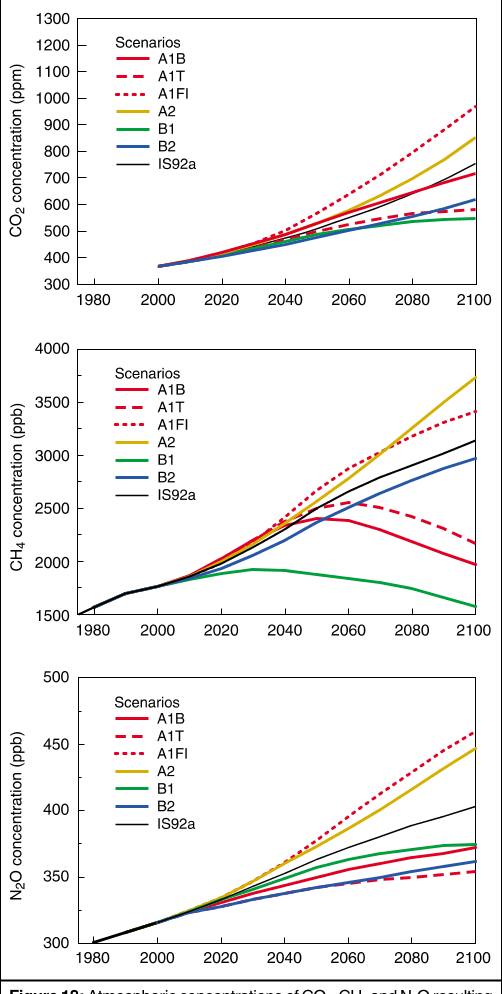 1300
1200
1100
1000
900
800
700
600
500
400
300
CO2 concentration (ppm)
Scenarios
A1B
A1T
A1FI
A2
B1
B2
IS92a
1980 2000 2020 2040 2060 2080 2100
4000
3500
3000
2500
2000
1500
CH4 concentration (ppb)
Scenarios
A1B
A1T
A1FI
A2
B1
B2
IS92a
1980 2000 2020 2040 2060 2080 2100
500
450
400
350
300
N2O concentration (ppb)
Scenarios
A1B
A1T
A1FI
A2
B1
B2
IS92a
1980 2000 2020 2040 2060 2080 2100
Figure 18: Atmospheric concentrations of CO2, CH4 and N2O resulting